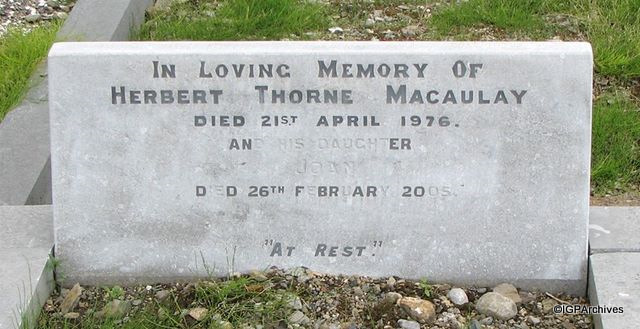 In Loving Memory Of
Herbert Thorne Macaulay
Died 21st April 1976.
And His Daughter
Joan
Died 26th February 2005.
"At Rest."
©IGPArchives